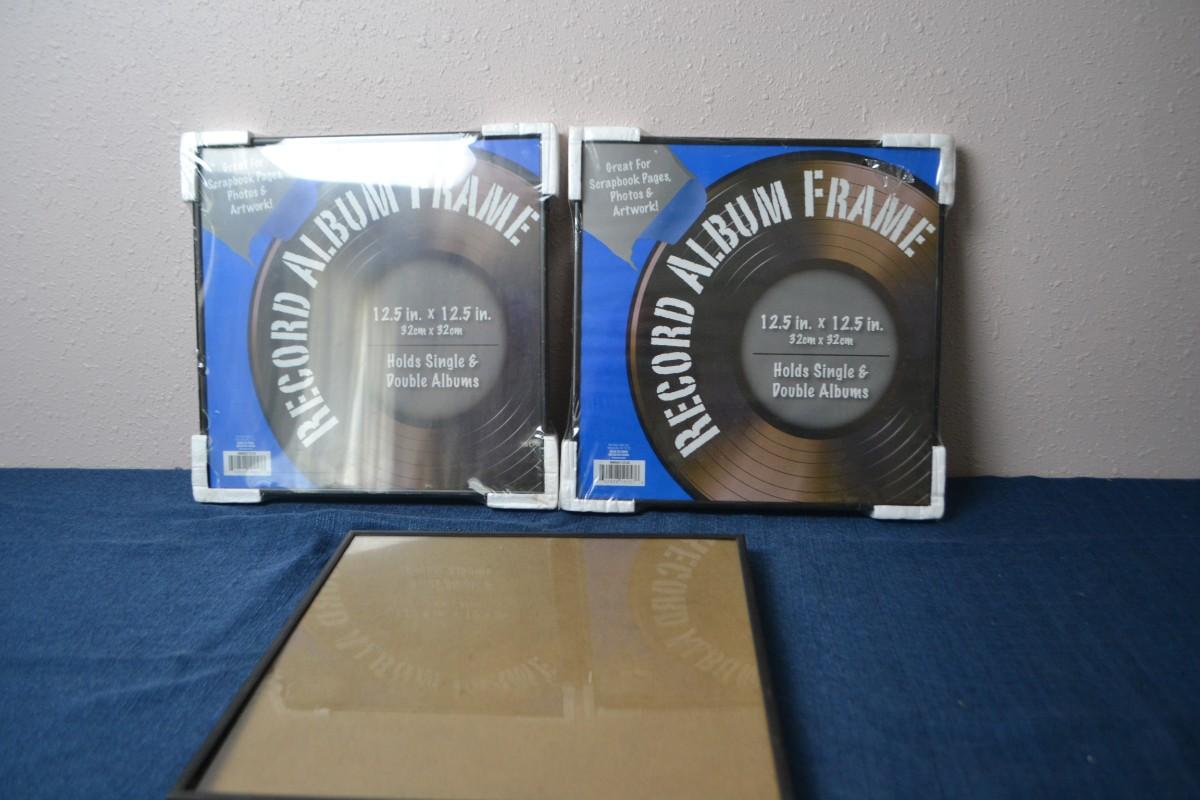 Great For
Scrapbook Pages,
Photos &
Artwork!
RECORD ALBUM FRAME
12.5 in. x 12.5 in.
32cm x 32cm
Holds Single &
Double Albums
Great For
Scrapbook Pages,
Photos &
Artwork!
RECORD ALBUM FRAME
12.5 in. x 12.5 in.
32cm x 32cm
Holds Single &
Double Albums